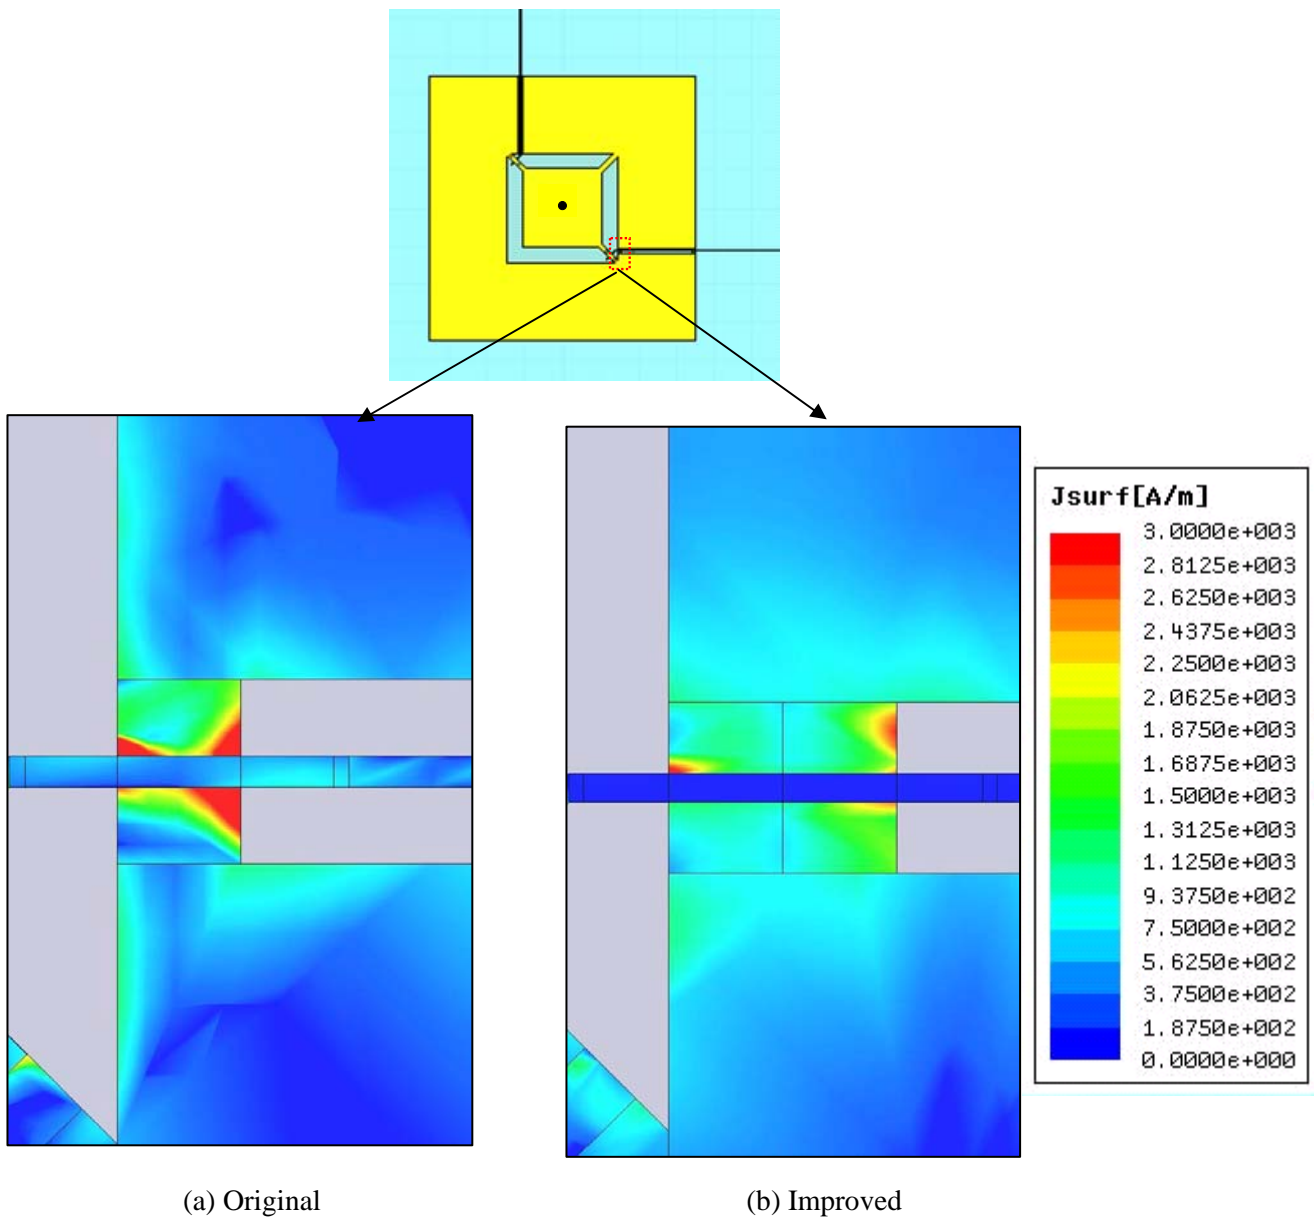 Jsurf[A/m]
3.0000e+003
2.8125e+003
2.6250e+003
2.4375e+003
2.2500e+003
2.0625e+003
1.8750e+003
1.6875e+003
1.5000e+003
1.3125e+003
1.1250e+003
9.3750e+002
7.5000e+002
5.6250e+002
3.7500e+002
1.8750e+002
0.0000e+000
(a) Original
(b) Improved